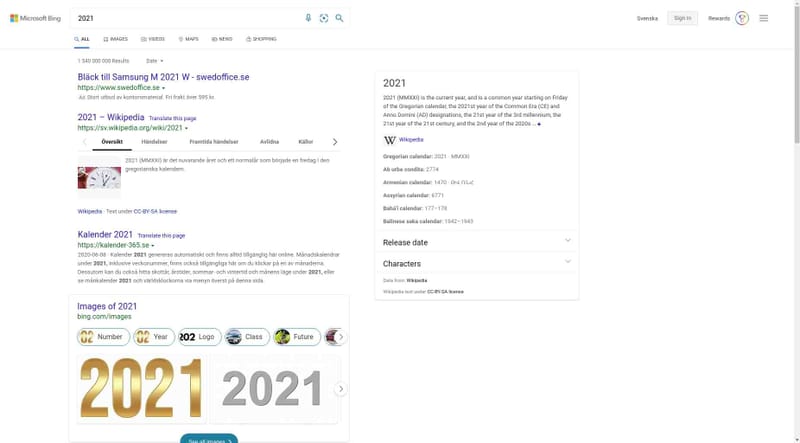 Microsoft Bing
2021
Svenska
Sign in
Rewards
ALL
IMAGES
VIDEOS
MAPS
NEWS
SHOPPING
1 540 000 000 Results
Date
Bläck till Samsung M 2021 W - swedoffice.se
https://www.swedoffice.se
Ad. Stort utbud av kontorsmaterial. Fri frakt över 595 kr.
2021 – Wikipedia Translate this page
https://sv.wikipedia.org/wiki/2021
Översikt
Händelser
Framtida händelser
Avlidna
Källor
2021 (MMXXI) är det nuvarande året och ett normalår som började en fredag i den
gregorianska kalendern.
Wikipedia · Text under CC-BY-SA license
Kalender 2021 Translate this page
https://kalender-365.se
2020-06-08 · Kalender 2021 genereras automatiskt och finns alltid tillgänglig här online. Månadskalendrar
under 2021, inklusive veckonummer, finns också tillgängliga här om du klickar på en av månaderna.
Dessutom kan du också hitta skottår, årstider, sommar- och vintertid och månens läge under 2021, eller
se månkalender 2021 och världsklockorna via menyn överst på denna sida.
Images of 2021
bing.com/images
Number
Year
202 Logo
Class
Future
2021
2021
See all images
2021
2021 (MMXXI) is the current year, and is a common year starting on Friday
of the Gregorian calendar, the 2021st year of the Common Era (CE) and
Anno Domini (AD) designations, the 21st year of the 3rd millennium, the
21st year of the 21st century, and the 2nd year of the 2020s ...
W Wikipedia
Gregorian calendar: 2021 · MMXXI
Ab urbe condita: 2774
Armenian calendar: 1470 ·
Assyrian calendar: 6771
Bahá'í calendar: 177–178
Balinese saka calendar: 1942–1943
Release date
Characters
Data from: Wikipedia
Wikipedia text under CC-BY-SA license